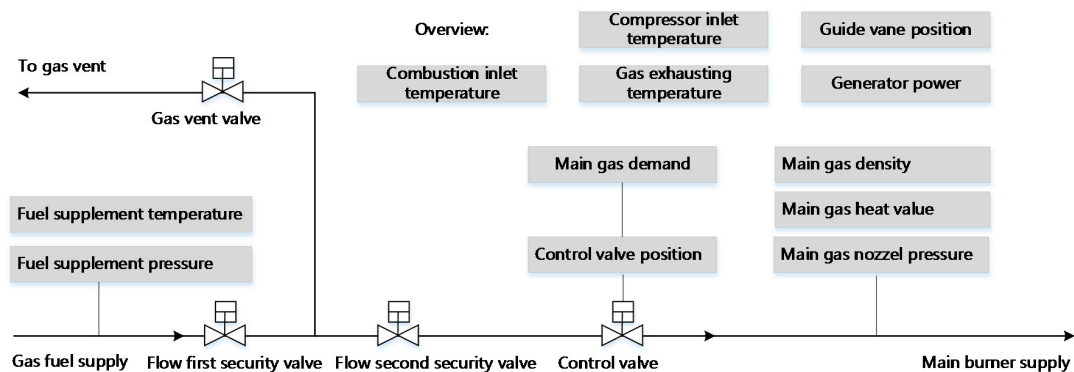 Overview:
Compressor inlet
temperature
Guide vane position
To gas vent
Combustion inlet
temperature
Gas exhausting
temperature
Generator power
Gas vent valve
Main gas demand
Main gas density
Fuel supplement temperature
Main gas heat value
Fuel supplement pressure
Control valve position
Main gas nozzel pressure
Gas fuel supply
Flow first security valve
Flow second security valve
Control valve
Main burner supply